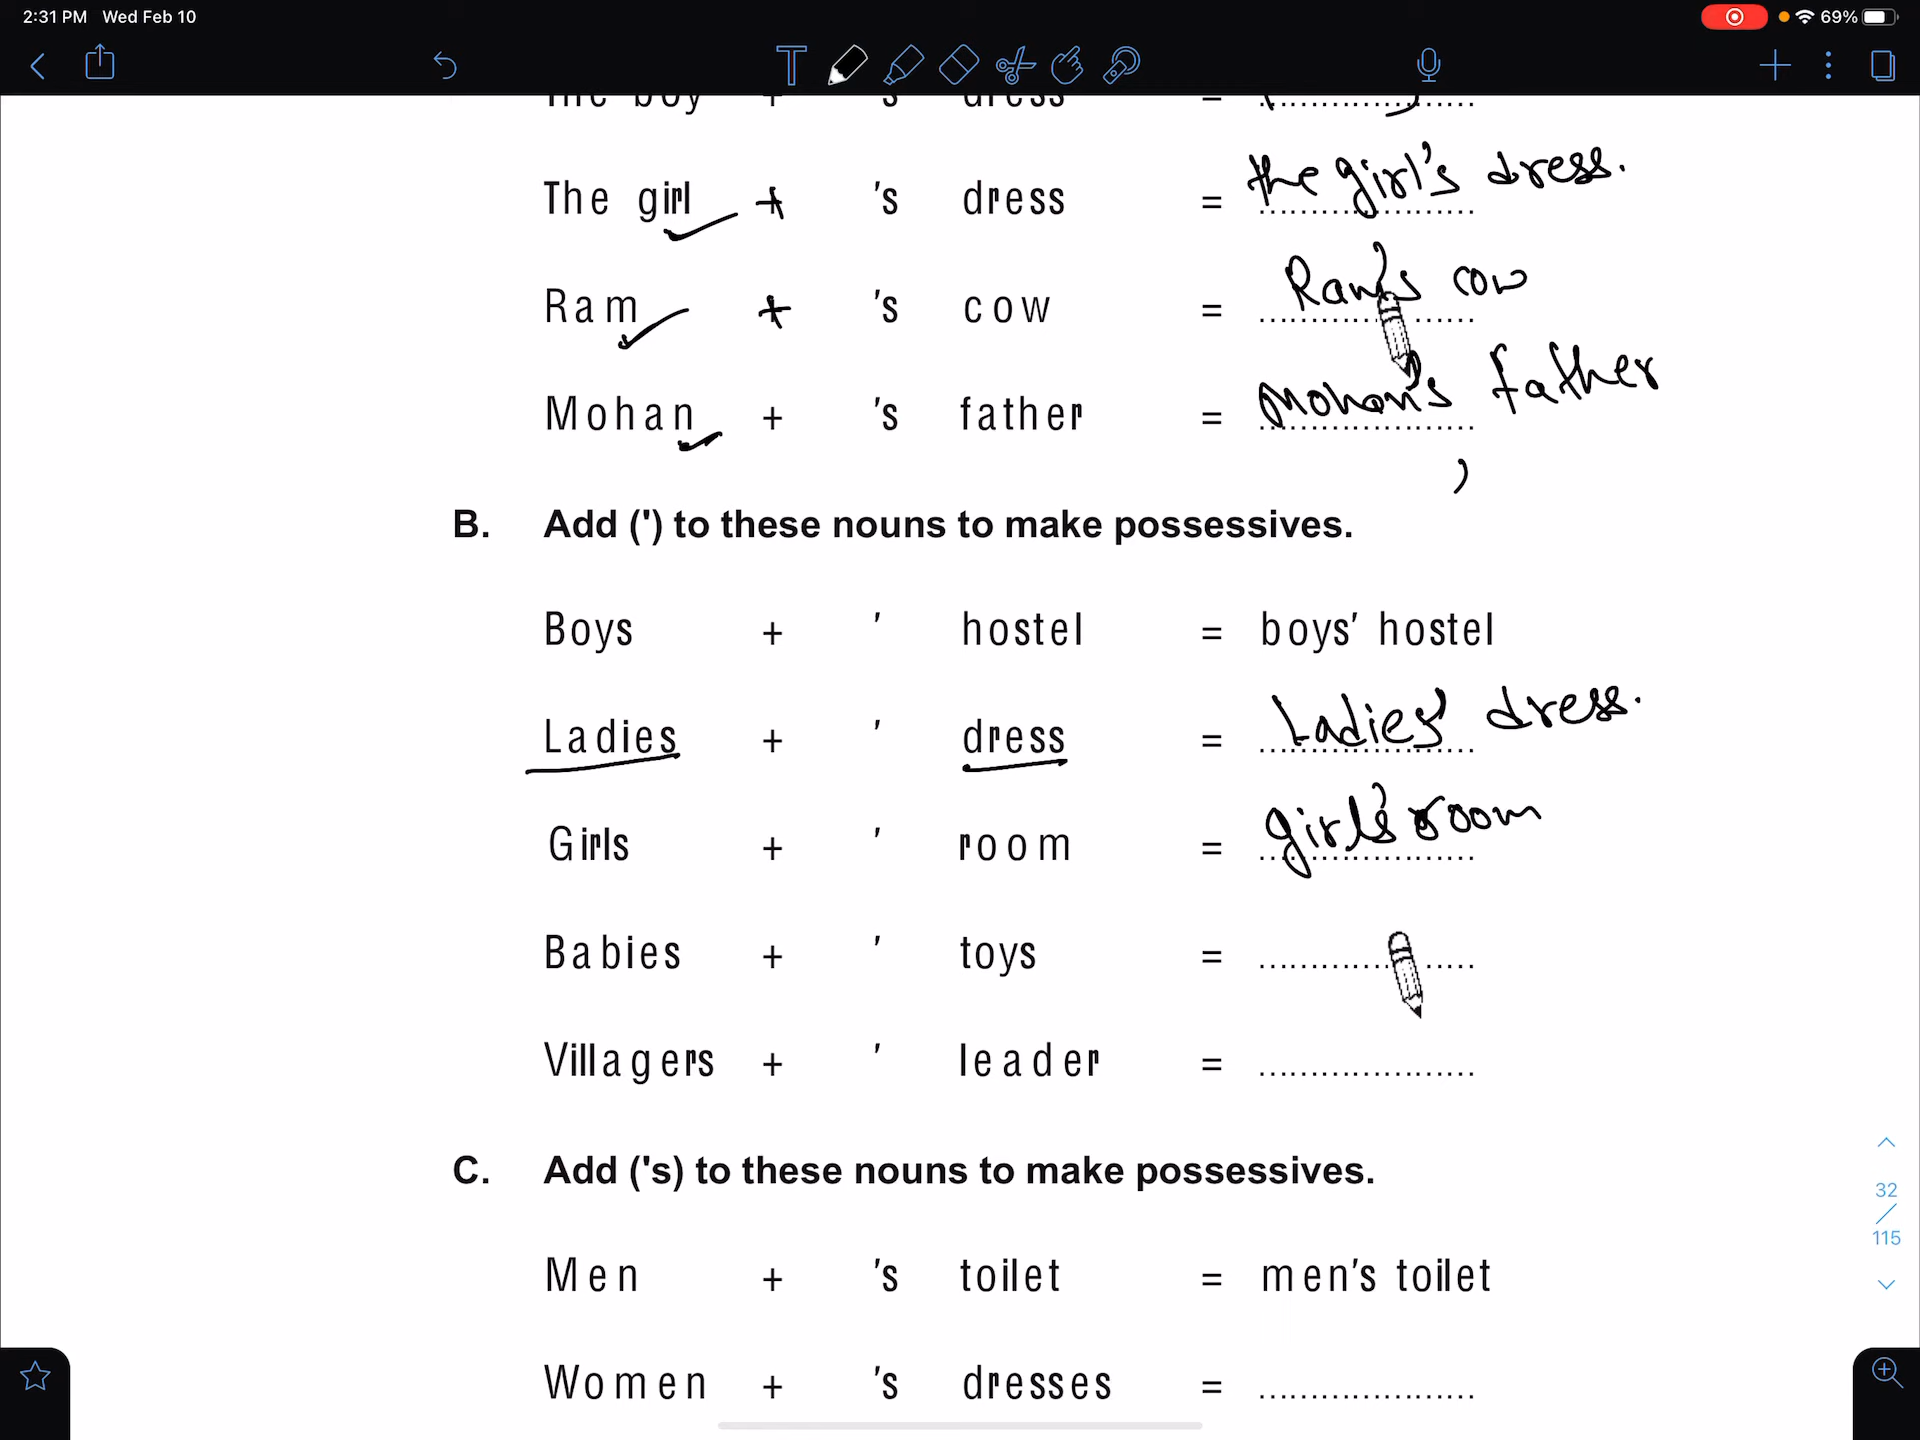 2:31 PM Wed Feb 10 69%
The boy + 's dress =
The girl + 's dress = the girl's dress.
Ram + 's cow = Ram's cow
Mohan + 's father = Mohan's father
B. Add (') to these nouns to make possessives.
Boys + ' hostel = boys' hostel
Ladies + ' dress = Ladies' dress.
Girls + ' room = girls' room
Babies + ' toys = ....................
Villagers + ' leader = ....................
C. Add ('s) to these nouns to make possessives.
32
/
115
Men + 's toilet = men's toilet
Women + 's dresses = ....................